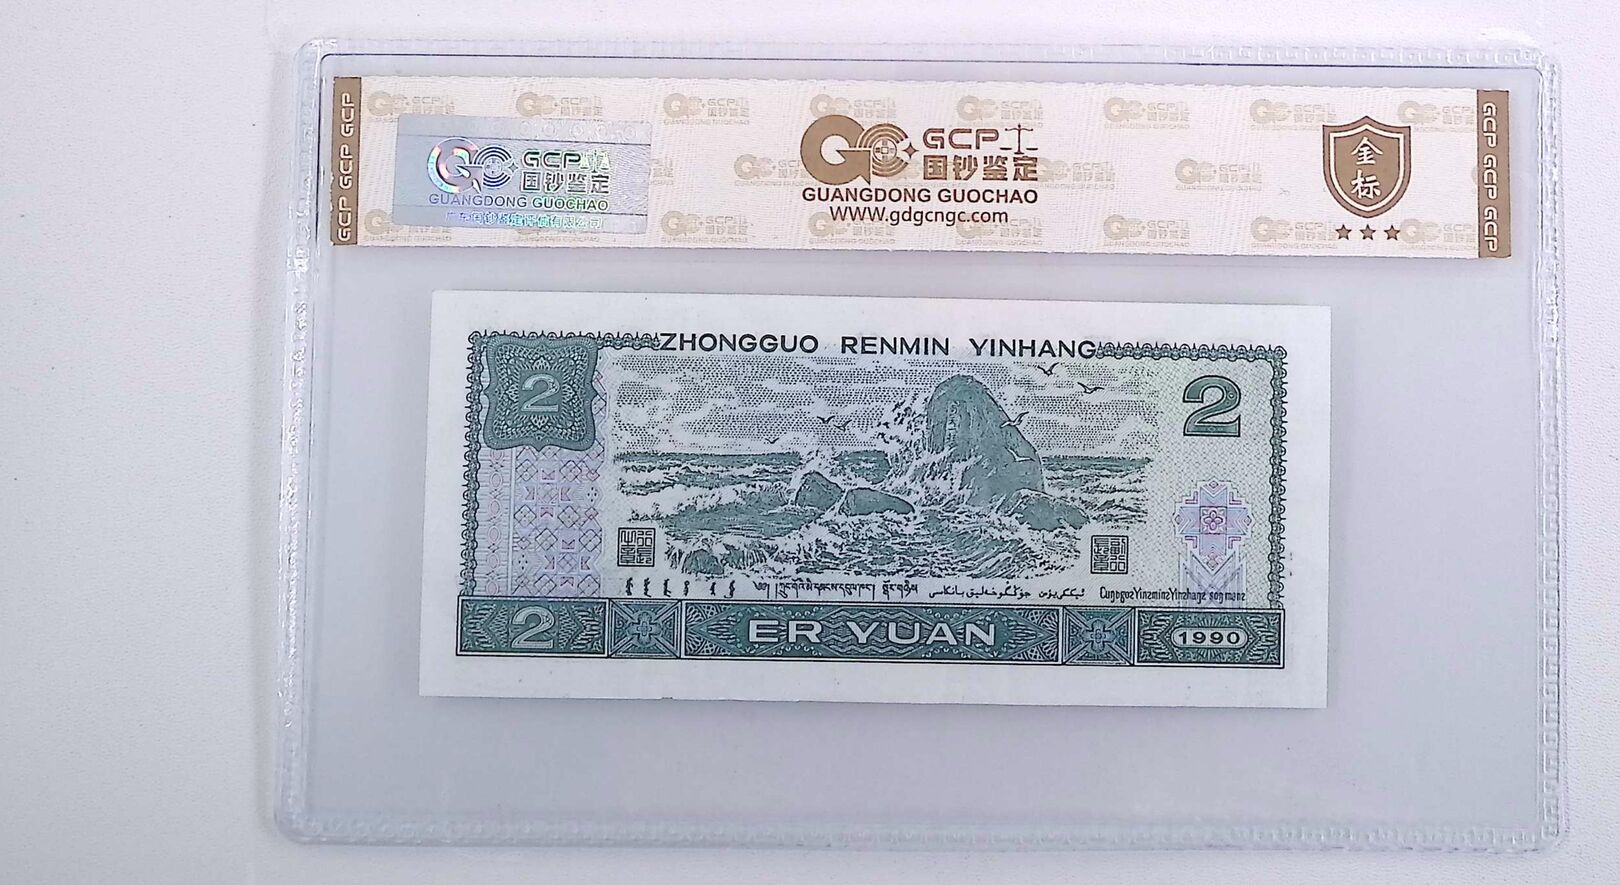 GCP GCP GCP
GCP 国钞鉴定
GUANGDONG GUOCHAO
GCP
国钞鉴定
GUANGDONG GUOCHAO
WWW.gdgcngc.com
金标
GCP GCP GCP
ZHONGGUO RENMIN YINHANG
2
2
2
ER YUAN
1990